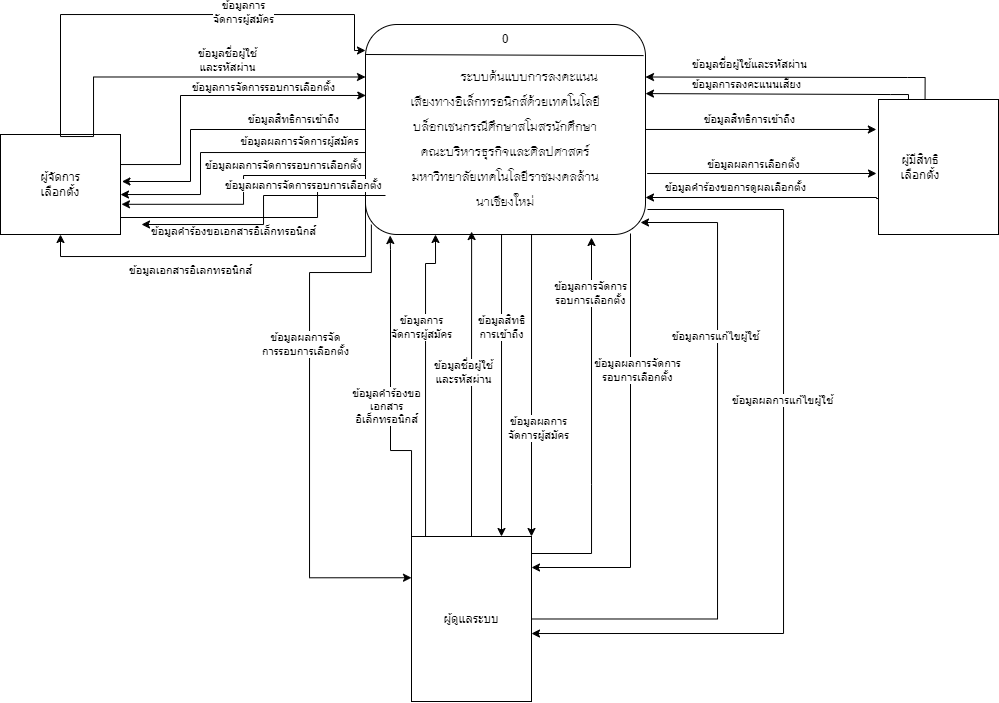 ข้อมูลการ
จัดการผู้สมัคร
0
ข้อมูลชื่อผู้ใช้
และรหัสผ่าน
ข้อมูลการจัดการรอบการเลือกตั้ง
ข้อมูลสิทธิการเข้าถึง
ข้อมูลผลการจัดการผู้สมัคร
ข้อมูลผลการจัดการรอบการเลือกตั้ง
ข้อมูลผลการจัดการรอบการเลือกตั้ง
ข้อมูลคำร้องขอเอกสารอิเล็กทรอนิกส์
ข้อมูลเอกสารอิเลกทรอนิกส์
ผู้จัดการ
เลือกตั้ง
ระบบต้นแบบการลงคะแนน
เสียงทางอิเล็กทรอนิกส์ด้วยเทคโนโลยี
บล็อกเชนกรณีศึกษาสโมสรนักศึกษา
คณะบริหารธุรกิจและศิลปศาสตร์
มหาวิทยาลัยเทคโนโลยีราชมงคลล้าน
นาเชียงใหม่
ข้อมูลชื่อผู้ใช้และรหัสผ่าน
ข้อมูลการลงคะแนนเสียง
ข้อมูลสิทธิการเข้าถึง
ข้อมูลผลการเลือกตั้ง
ข้อมูลคำร้องขอการดูผลเลือกตั้ง
ผู้มีสิทธิ
เลือกตั้ง
ข้อมูลผลการจัด
การรอบการเลือกตั้ง
ข้อมูลคำร้องขอ
เอกสาร
อิเล็กทรอนิกส์
ข้อมูลการ
จัดการผู้สมัคร
ข้อมูลชื่อผู้ใช้
และรหัสผ่าน
ข้อมูลสิทธิ
การเข้าถึง
ข้อมูลผลการ
จัดการผู้สมัคร
ข้อมูลการจัดการ
รอบการเลือกตั้ง
ข้อมูลผลการจัดการ
รอบการเลือกตั้ง
ข้อมูลการแก้ไขผู้ใช้
ข้อมูลผลการแก้ไขผู้ใช้
ผู้ดูแลระบบ